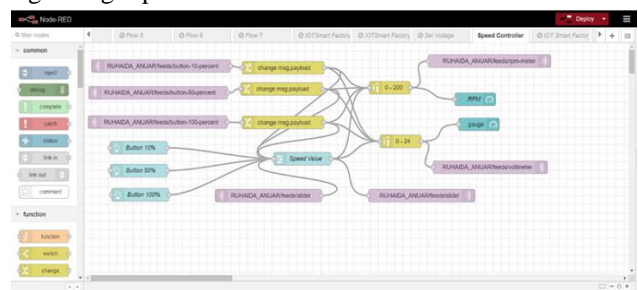 Node-RED
Deploy
filter nodes
Flow 5
Flow 6
Flow 7
IOTSmart Factory
IOTSmart Factory
Set Voltage
Speed Controller
IOT Smart Factory
common
inject
debug
complete
catch
status
link in
link out
comment
function
function
switch
change
RUHAIDA_ANUAR/feeds/button-10-percent
change msg.payload
RUHAIDA_ANUAR/feeds/button-50-percent
change msg.payload
RUHAIDA_ANUAR/feeds/button-100-percent
change msg.payload
Button 10%
Button 50%
Button 100%
Speed Value
RUHAIDA_ANUAR/feeds/slider
RUHAIDA_ANUAR/feeds/slider
0 - 200
0 - 24
RUHAIDA_ANUAR/feeds/rpm-meter
RPM
gauge
RUHAIDA_ANUAR/feeds/voltmeter